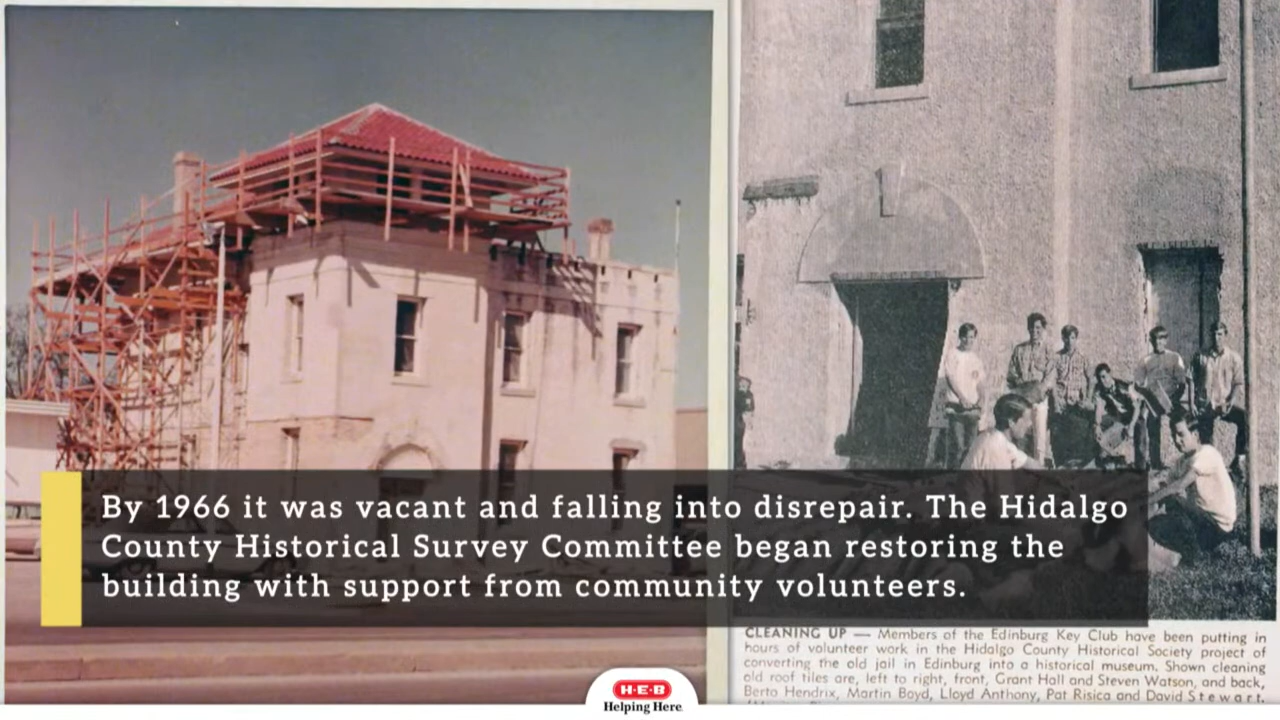 By 1966 it was vacant and falling into disrepair. The Hidalgo
County Historical Survey Committee began restoring the
building with support from community volunteers.
CLEANING UP — Members of the Edinburg Key Club have been putting in
hours of volunteer work in the Hidalgo County Historical Society project of
converting the old jail in Edinburg into a historical museum. Shown cleaning
old roof tiles are, left to right, front, Grant Hall and Steven Watson, and back,
Berto Hendrix, Martin Boyd, Lloyd Anthony, Pat Risica and David Stewart.
H-E-B
Helping Here